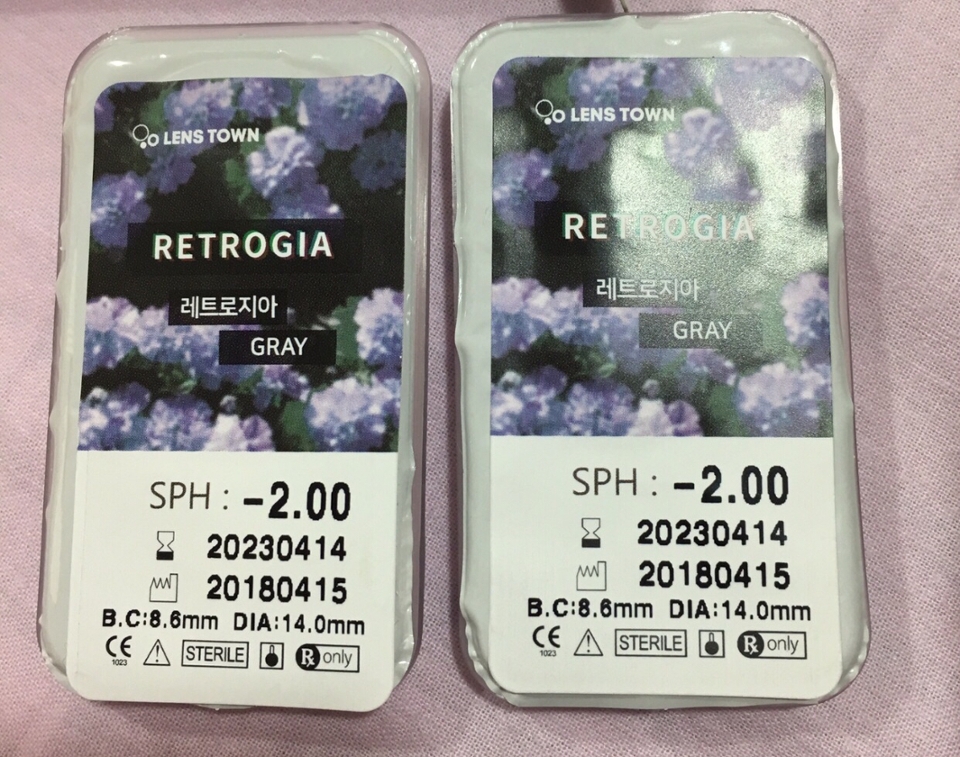 LENS TOWN
RETROGIA
레트로지아
GRAY
SPH : -2.00
20230414
20180415
B.C:8.6mm DIA:14.0mm
CE 1023 STERILE Rx only
LENS TOWN
RETROGIA
레트로지아
GRAY
SPH : -2.00
20230414
20180415
B.C:8.6mm DIA:14.0mm
CE 1023 STERILE Rx only